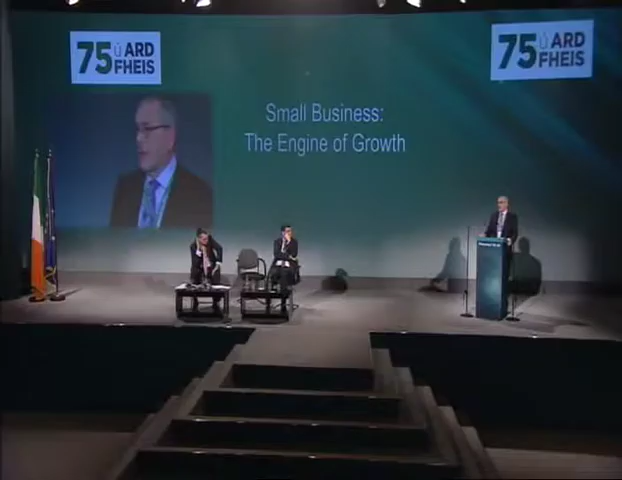 75ú ARD
FHEIS
75ú ARD
FHEIS
Small Business:
The Engine of Growth